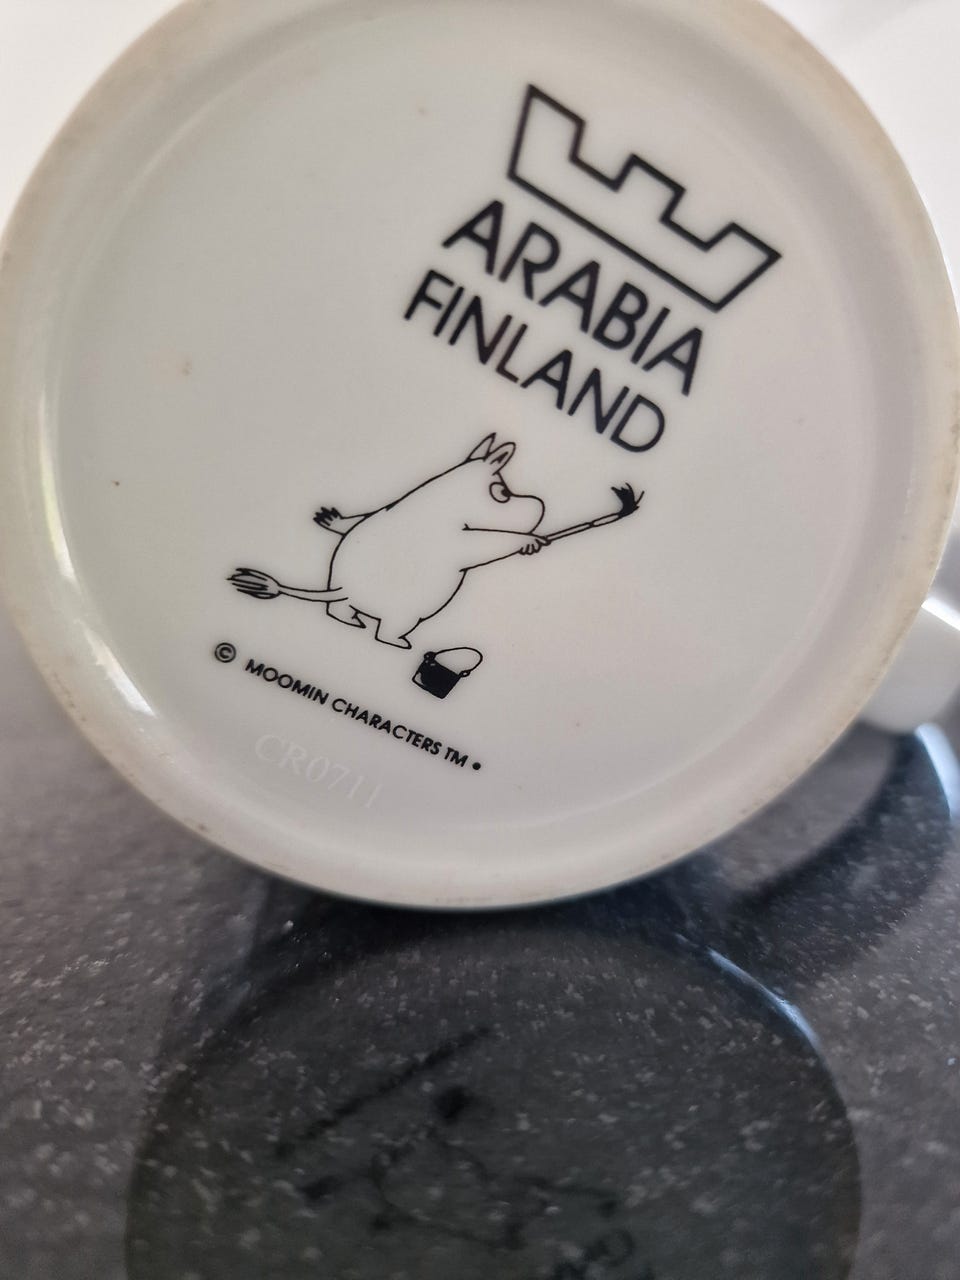 ARABIA
FINLAND
© MOOMIN CHARACTERS TM •
CR0711